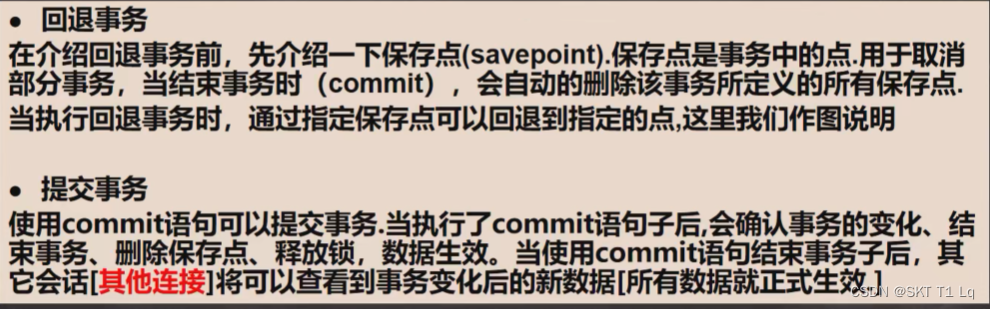 ● 回退事务
在介绍回退事务前，先介绍一下保存点(savepoint).保存点是事务中的点.用于取消
部分事务，当结束事务时（commit），会自动的删除该事务所定义的所有保存点.
当执行回退事务时，通过指定保存点可以回退到指定的点,这里我们作图说明
● 提交事务
使用commit语句可以提交事务.当执行了commit语句子后,会确认事务的变化、结
束事务、删除保存点、释放锁，数据生效。当使用commit语句结束事务子后，其
它会话[其他连接]将可以查看到事务变化后的新数据[所有数据就正式生效.]
CSDN @SKT T1 Lq